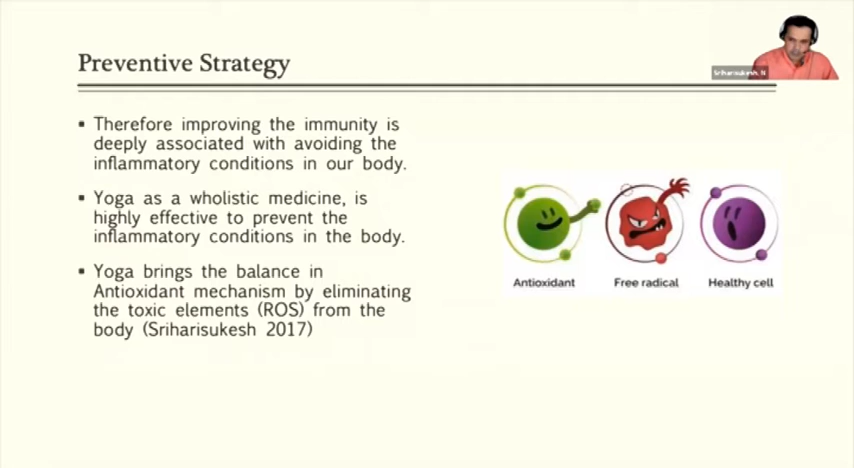 Preventive Strategy
Sriharisukesh. N
▪ Therefore improving the immunity is
deeply associated with avoiding the
inflammatory conditions in our body.
▪ Yoga as a wholistic medicine, is
highly effective to prevent the
inflammatory conditions in the body.
▪ Yoga brings the balance in
Antioxidant mechanism by eliminating
the toxic elements (ROS) from the
body (Sriharisukesh 2017)
Antioxidant
Free radical
Healthy cell